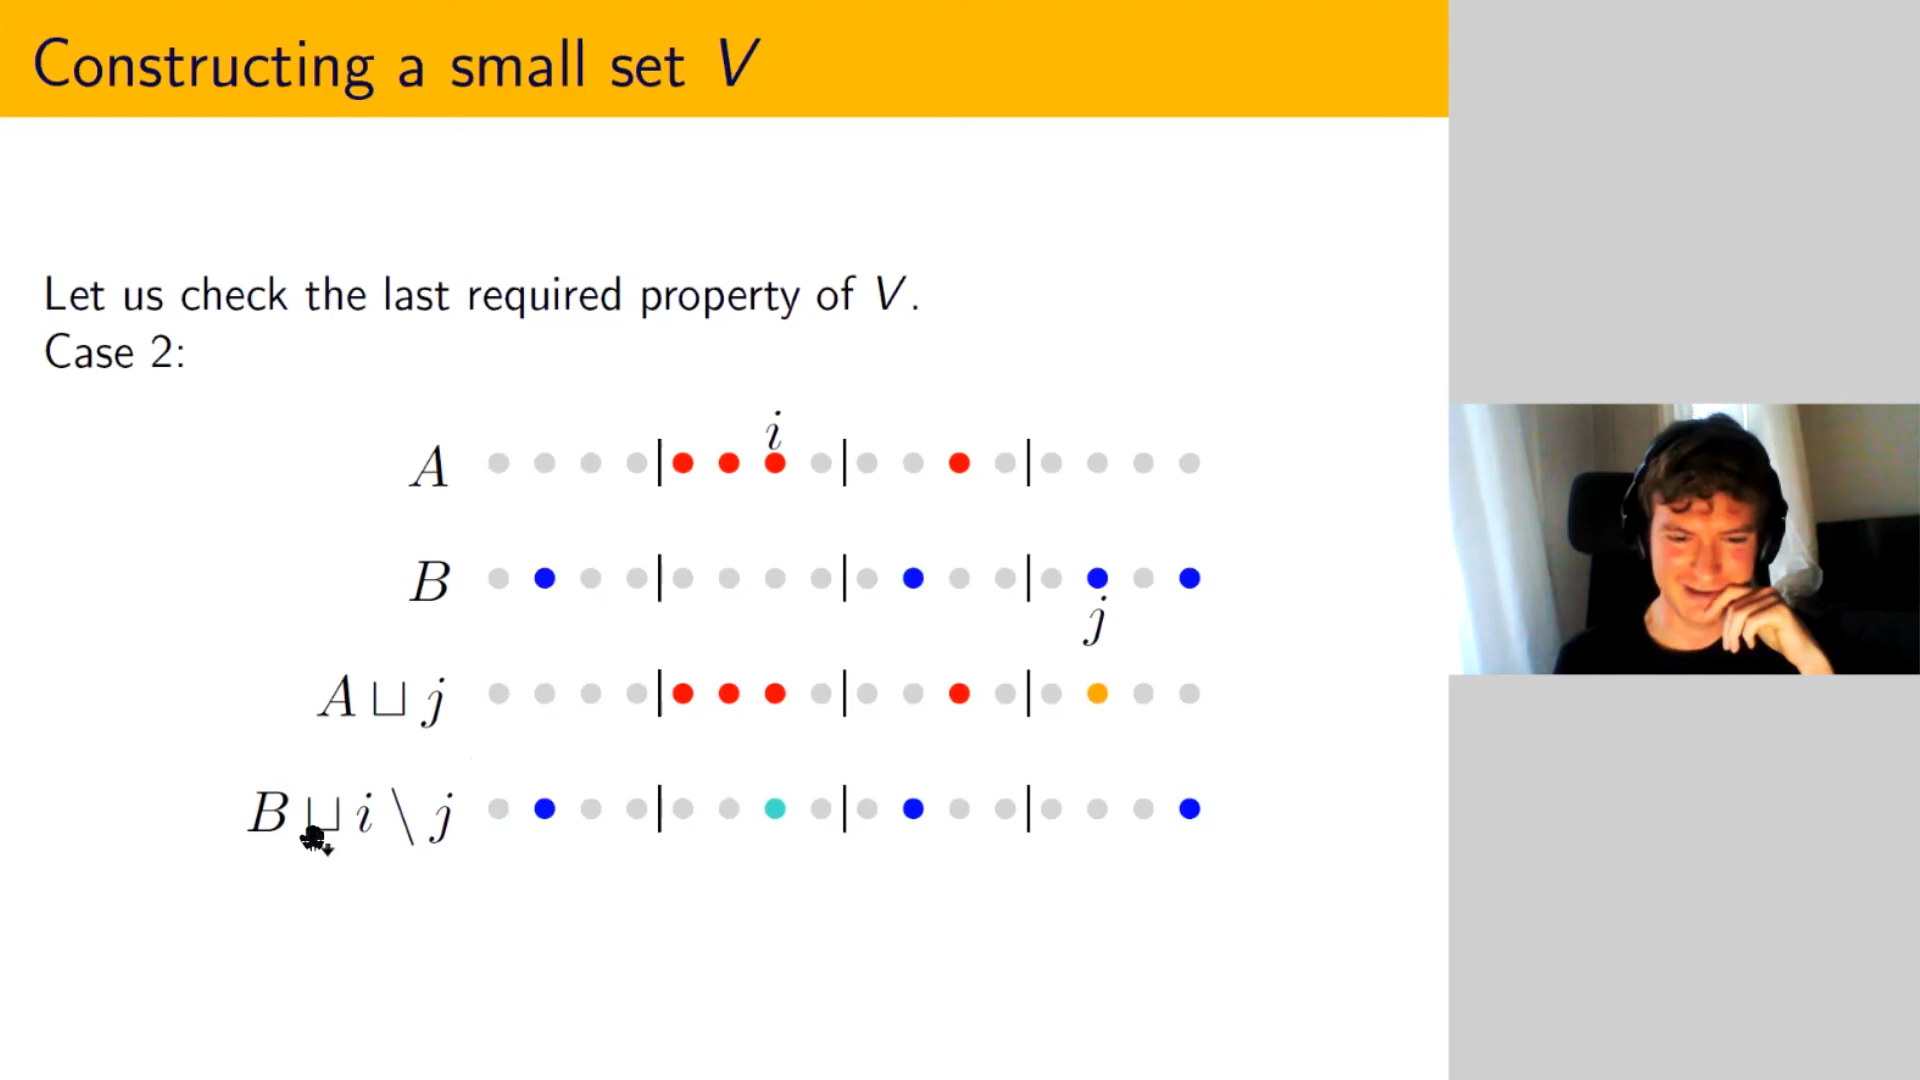 Constructing a small set V
Let us check the last required property of V.
Case 2:
i
A
B
j
A ⊔ j
B ⊔ i \ j